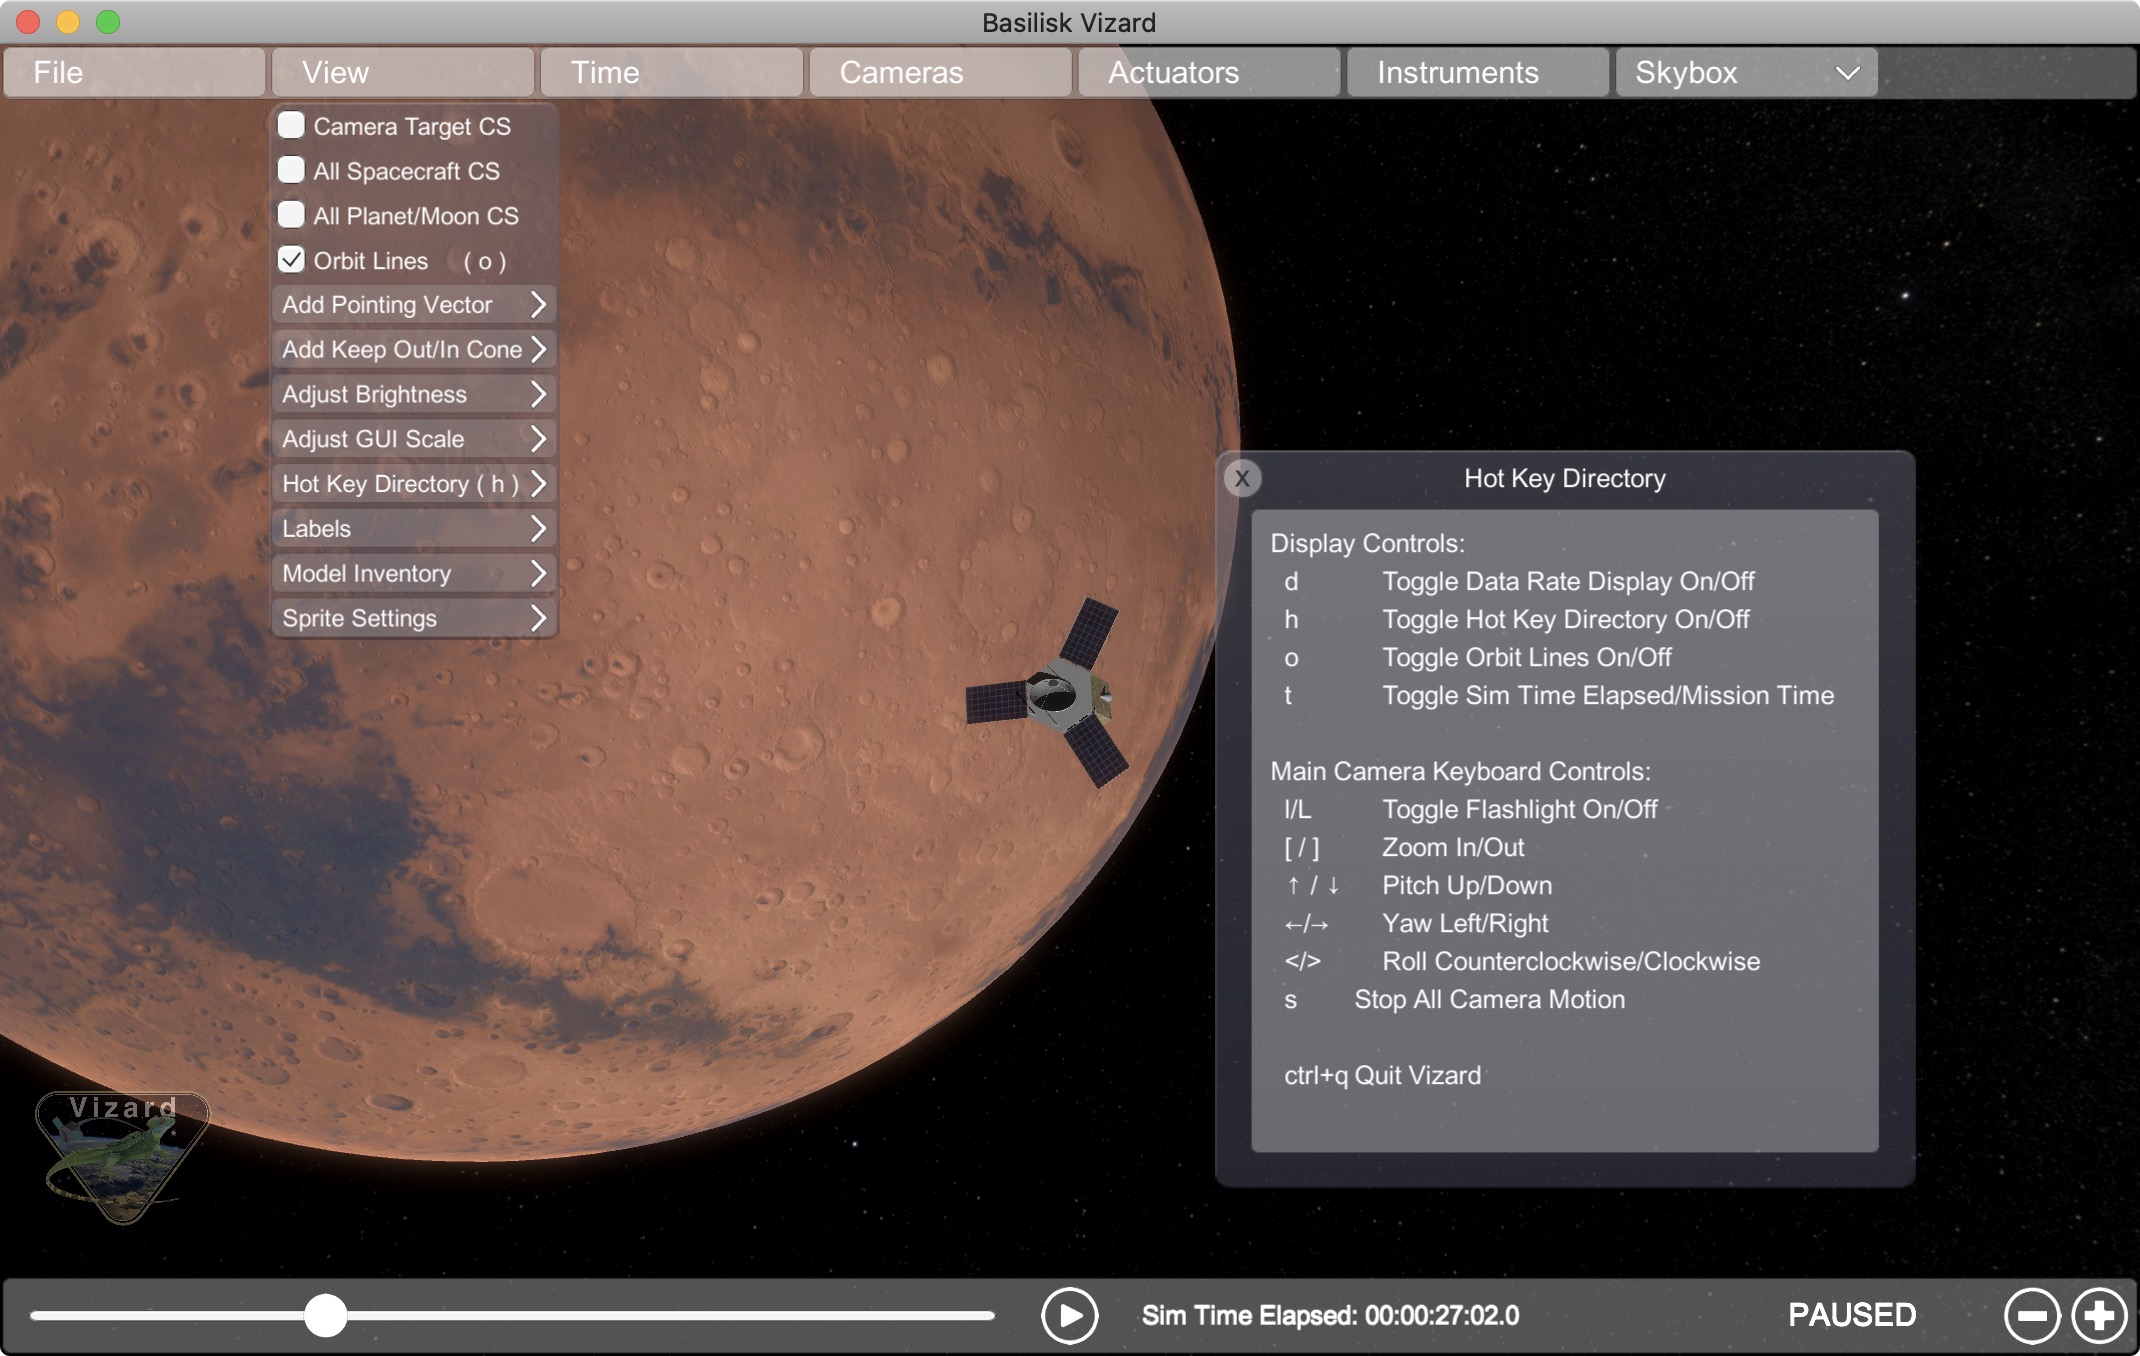 Basilisk Vizard
File View Time Cameras Actuators Instruments Skybox
Camera Target CS
All Spacecraft CS
All Planet/Moon CS
Orbit Lines ( o )
Add Pointing Vector
Add Keep Out/In Cone
Adjust Brightness
Adjust GUI Scale
Hot Key Directory ( h )
Labels
Model Inventory
Sprite Settings
X Hot Key Directory
Display Controls:
d Toggle Data Rate Display On/Off
h Toggle Hot Key Directory On/Off
o Toggle Orbit Lines On/Off
t Toggle Sim Time Elapsed/Mission Time
Main Camera Keyboard Controls:
l/L Toggle Flashlight On/Off
[ / ] Zoom In/Out
↑ / ↓ Pitch Up/Down
←/→ Yaw Left/Right
</> Roll Counterclockwise/Clockwise
s Stop All Camera Motion
ctrl+q Quit Vizard
Vizard
Sim Time Elapsed: 00:00:27:02.0 PAUSED